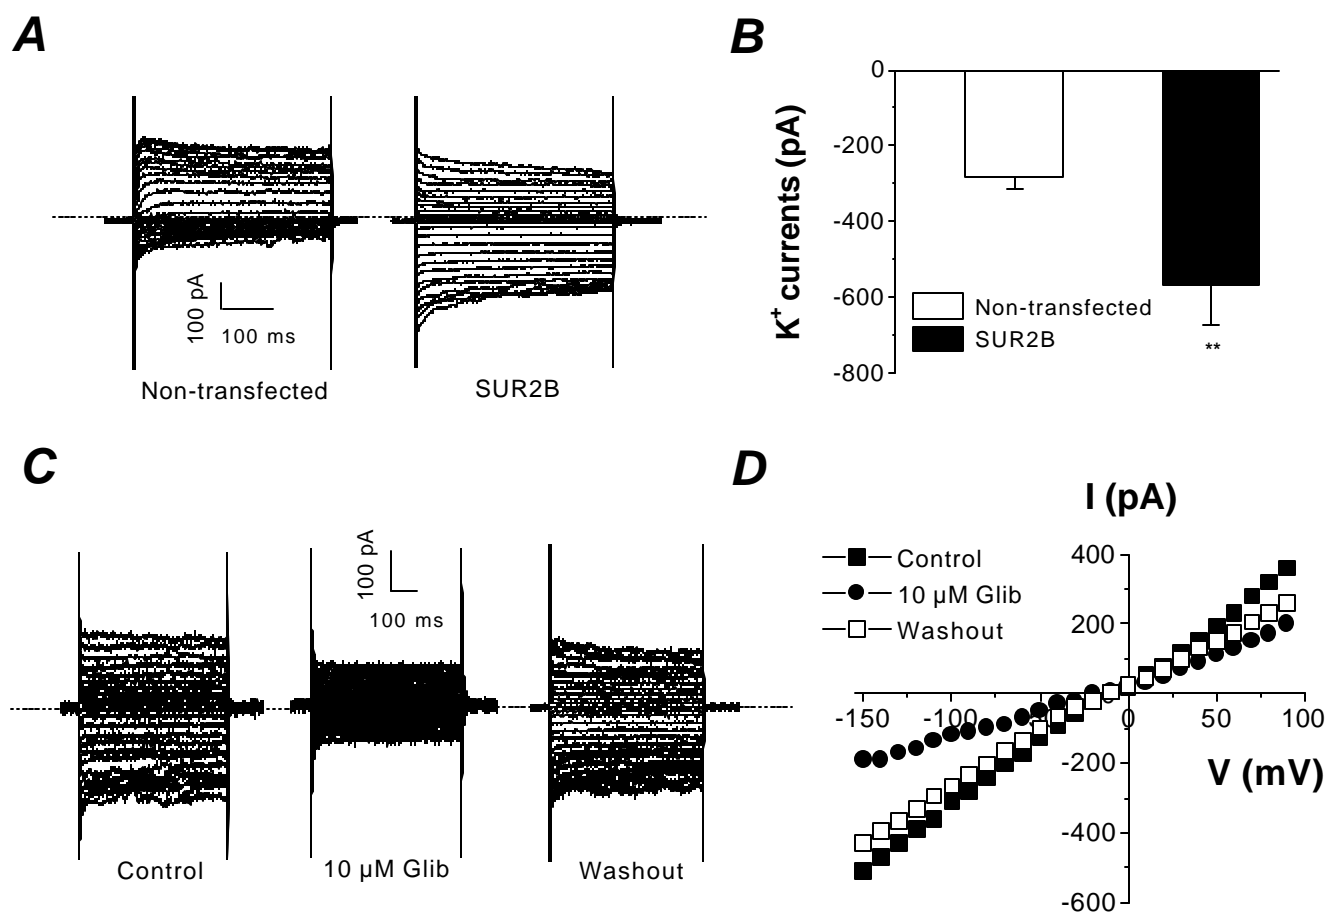 A
100 pA
100 ms
Non-transfected
SUR2B
B
K+ currents (pA)
0
-200
-400
-600
-800
Non-transfected
SUR2B
**
C
100 pA
100 ms
Control
10 µM Glib
Washout
D
I (pA)
Control
10 µM Glib
Washout
400
200
-150
-100
0
50
100
-200
V (mV)
-400
-600